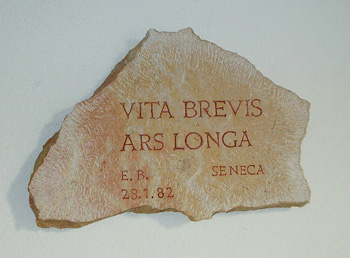 VITA BREVIS
ARS LONGA
E. B. SENECA
28.1.82